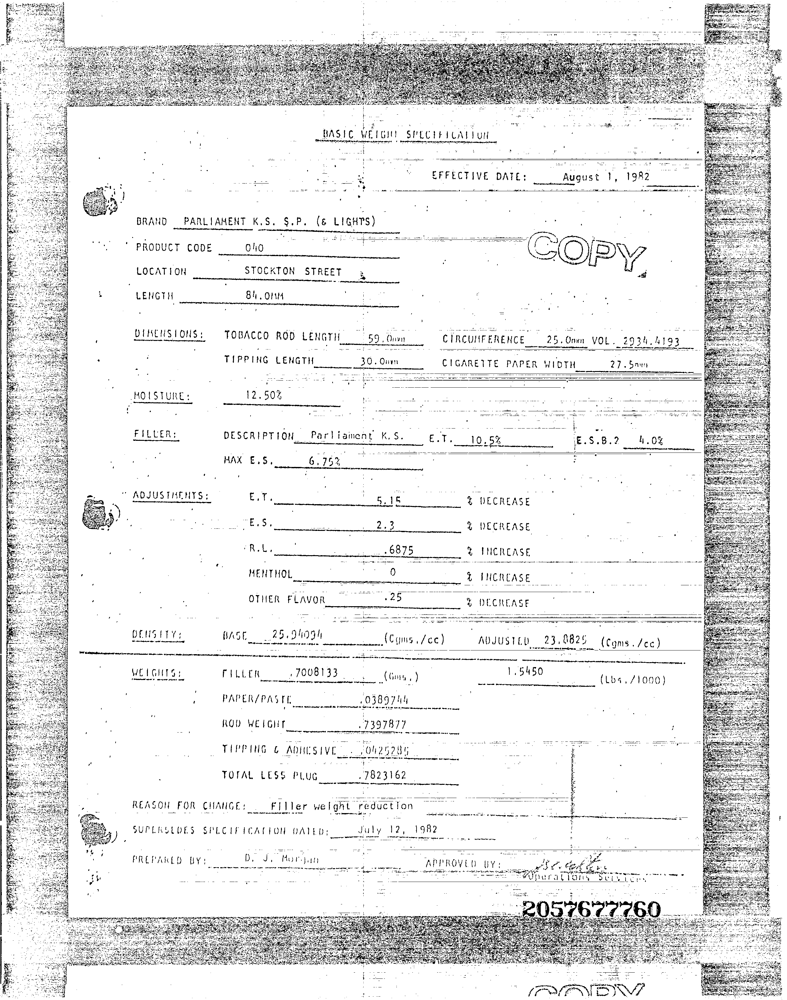 BASIC WEIGHT SPECIFICATION
EFFECTIVE DATE: August 1, 1982
BRAND PARLIAMENT K.S. S.P. (& LIGHTS)
COPY
PRODUCT CODE 040
LOCATION STOCKTON STREET
LENGTH 84.0MM
DIMENSIONS: TOBACCO ROD LENGTH 59.0mm CIRCUMFERENCE 25.0mm VOL. 2934.4193
TIPPING LENGTH 30.0mm CIGARETTE PAPER WIDTH 27.5mm
MOISTURE: 12.50%
FILLER: DESCRIPTION Parliament K.S. E.T. 10.5% E.S.B.? 4.0%
MAX E.S. 6.75%
ADJUSTMENTS: E.T. 5.15 % DECREASE
E.S. 2.3 % DECREASE
R.L. .6875 % INCREASE
MENTHOL 0 % INCREASE
OTHER FLAVOR .25 % DECREASE
DENSITY: BASE 25.94094 (Cgms./cc) ADJUSTED 23.8825 (Cgms./cc)
WEIGHTS: FILLER .7008133 (Gms.) 1.5450 (Lbs./1000)
PAPER/PASTE .0389744
ROD WEIGHT .7397877
TIPPING & ADHESIVE .0425285
TOTAL LESS PLUG .7823162
REASON FOR CHANGE: Filler weight reduction
SUPERSEDES SPECIFICATION DATED: July 12, 1982
PREPARED BY: D. J. Morgan APPROVED BY:
Operations Services
2057677760
COPY